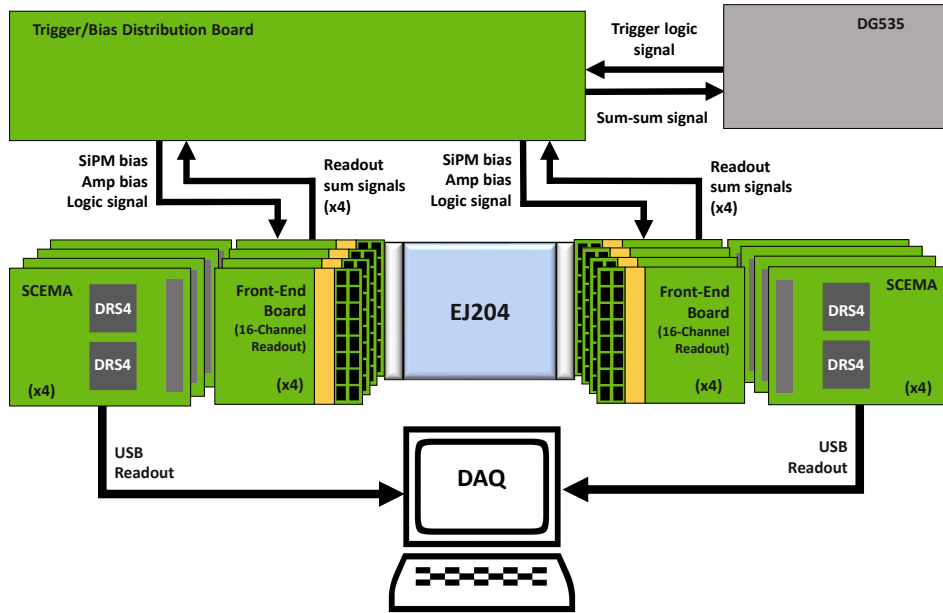 Trigger/Bias Distribution Board
Trigger logic
signal
DG535
Sum-sum signal
SiPM bias
Amp bias
Logic signal
Readout
sum signals
(x4)
SiPM bias
Amp bias
Logic signal
Readout
sum signals
(x4)
SCEMA
DRS4
DRS4
(x4)
Front-End
Board
(16-Channel
Readout)
(x4)
EJ204
Front-End
Board
(16-Channel
Readout)
(x4)
SCEMA
DRS4
DRS4
(x4)
USB
Readout
DAQ
USB
Readout